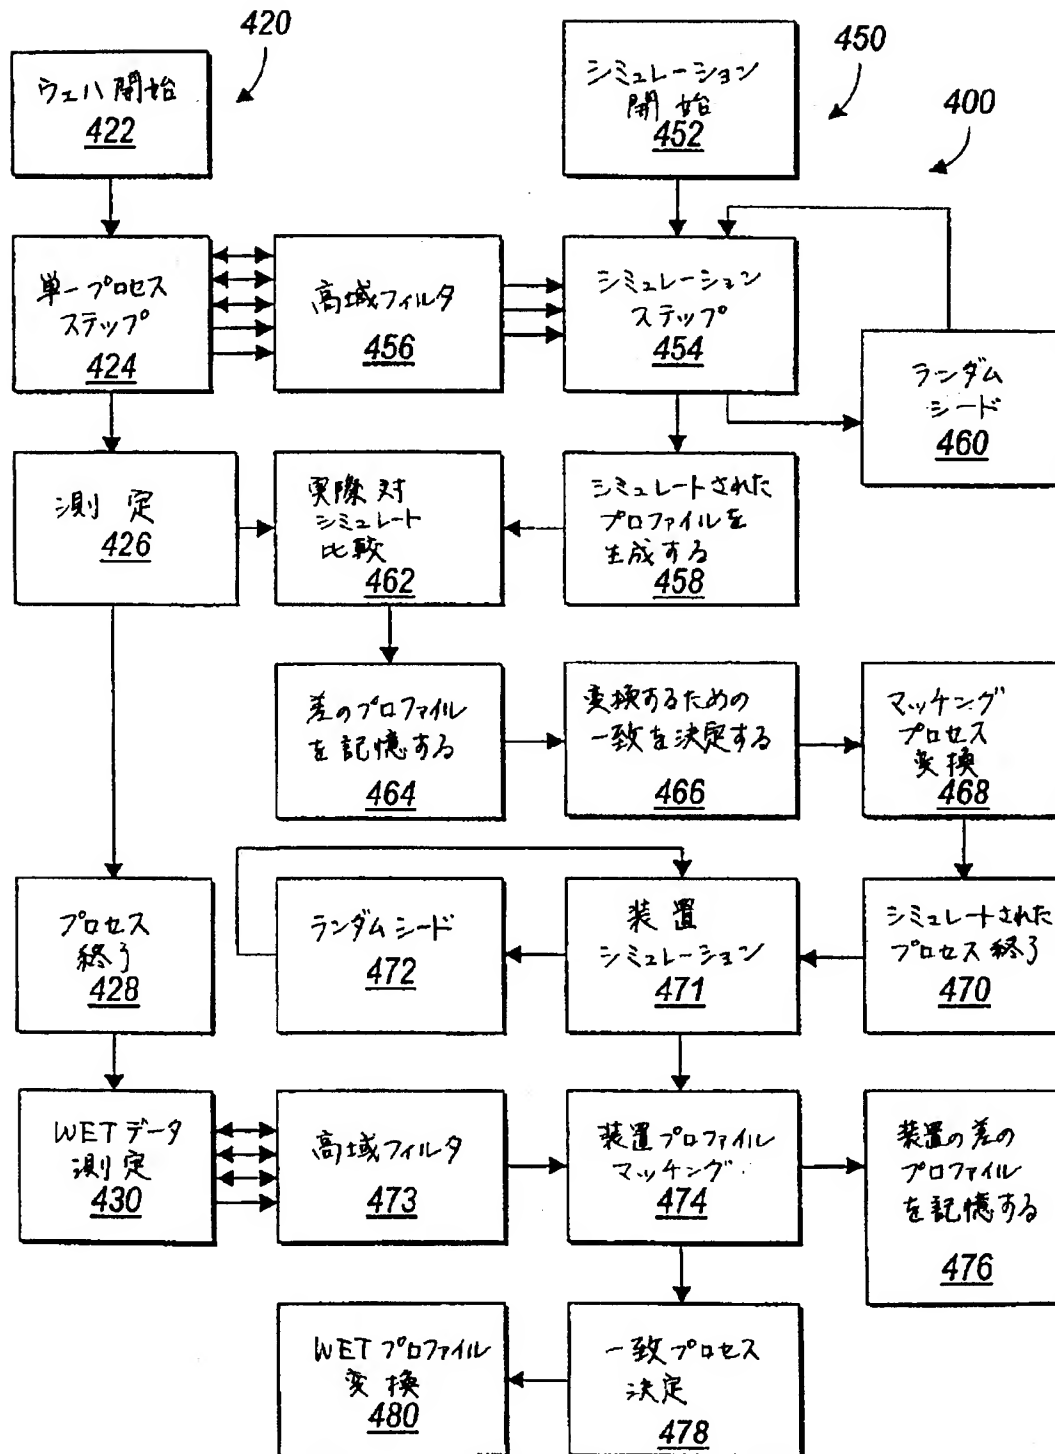 420
ウェハ開始
422
シミュレーション
開始
452
450
400
単一プロセス
ステップ
424
高域フィルタ
456
シミュレーション
ステップ
454
ランダム
シード
460
測定
426
実際対
シミュレート
比較
462
シミュレートされた
プロファイルを
生成する
458
差のプロファイル
を記憶する
464
変換するための
一致を決定する
466
マッチング
プロセス
変換
468
プロセス
終了
428
ランダムシード
472
装置
シミュレーション
471
シミュレートされた
プロセス終了
470
WETデータ
測定
430
高域フィルタ
473
装置プロファイル
マッチング
474
装置の差の
プロファイル
を記憶する
476
WETプロファイル
変換
480
一致プロセス
決定
478